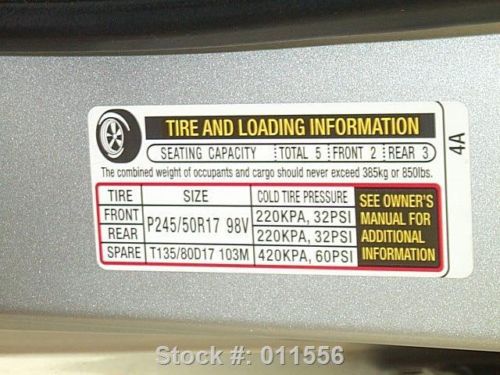 TIRE AND LOADING INFORMATION
SEATING CAPACITY TOTAL 5 FRONT 2 REAR 3
The combined weight of occupants and cargo should never exceed 385kg or 850lbs.
TIRE SIZE COLD TIRE PRESSURE
FRONT P245/50R17 98V 220KPA, 32PSI
REAR 220KPA, 32PSI
SPARE T135/80D17 103M 420KPA, 60PSI
SEE OWNER'S
MANUAL FOR
ADDITIONAL
INFORMATION
4A
Stock #: 011556